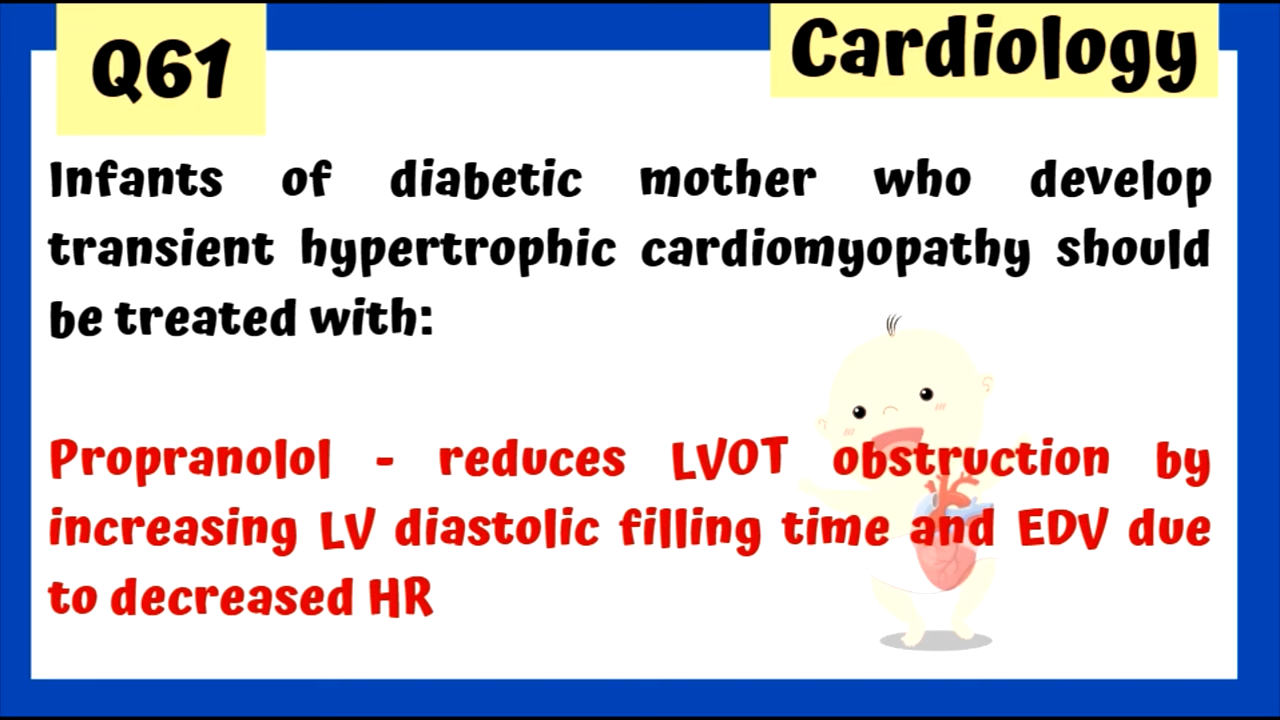 Q61
Cardiology
Infants of diabetic mother who develop
transient hypertrophic cardiomyopathy should
be treated with:
Propranolol - reduces LVOT obstruction by
increasing LV diastolic filling time and EDV due
to decreased HR